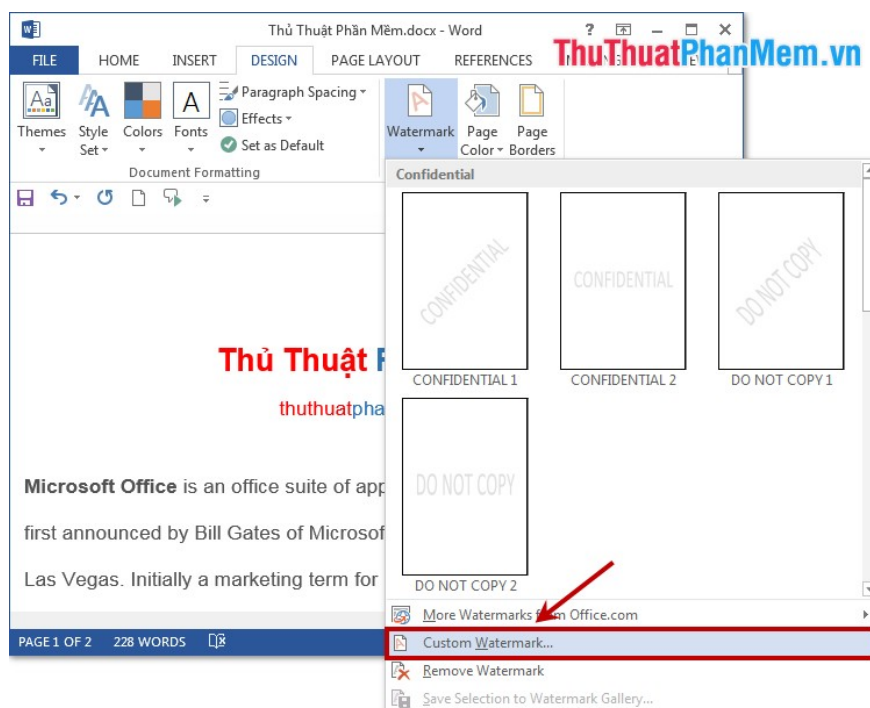 Thủ Thuật Phần Mềm.docx - Word
ThuThuatPhanMem.vn
FILE HOME INSERT DESIGN PAGE LAYOUT REFERENCES
Aa A A
Themes Style Set Colors Fonts
Paragraph Spacing
Effects
Set as Default
Watermark Page Color Page Borders
Document Formatting
Confidential
CONFIDENTIAL CONFIDENTIAL DO NOT COPY
CONFIDENTIAL 1 CONFIDENTIAL 2 DO NOT COPY 1
Thủ Thuật
thuthuatpha
DO NOT COPY
DO NOT COPY 2
Microsoft Office is an office suite of app
first announced by Bill Gates of Microsof
Las Vegas. Initially a marketing term for
More Watermarks from Office.com
Custom Watermark...
Remove Watermark
Save Selection to Watermark Gallery...
PAGE 1 OF 2 228 WORDS